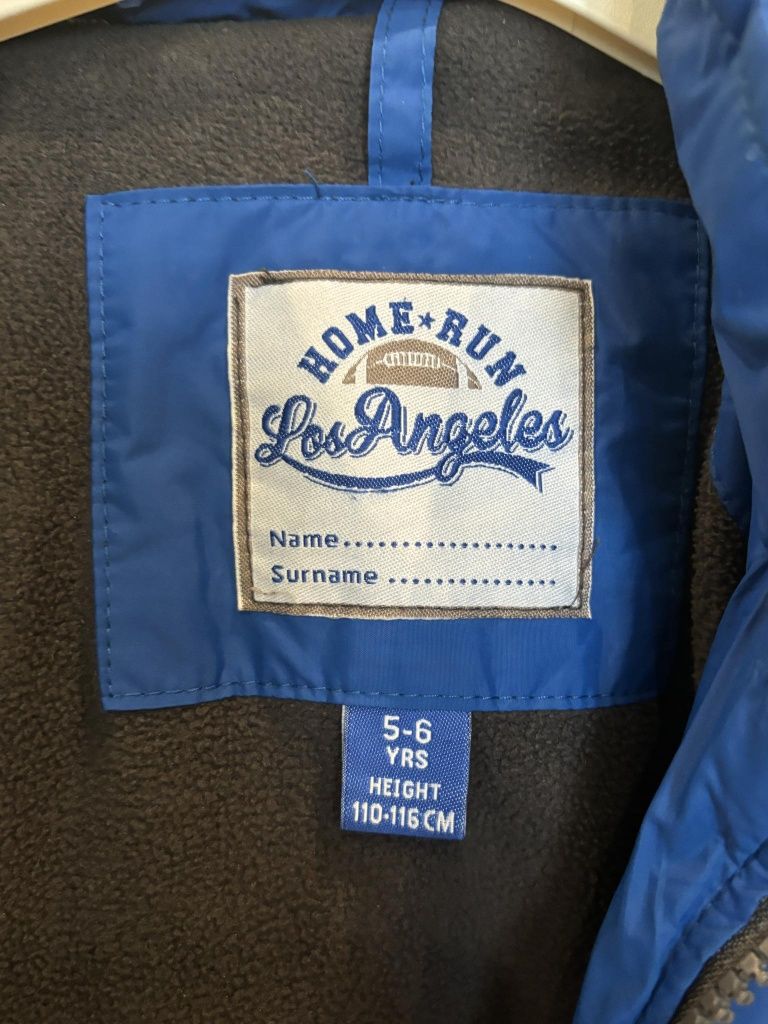 HOME★RUN
Los Angeles
Name...................
Surname ...............
5-6
YRS
HEIGHT
110-116 CM